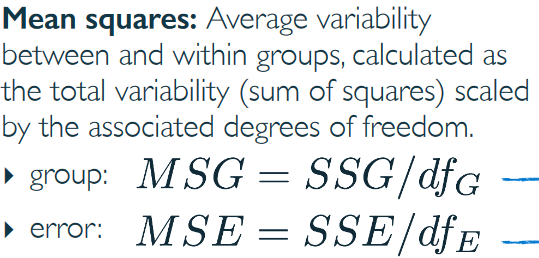 Mean squares: Average variability
between and within groups, calculated as
the total variability (sum of squares) scaled
by the associated degrees of freedom.
‣ group: MSG = SSG/df_G
‣ error: MSE = SSE/df_E